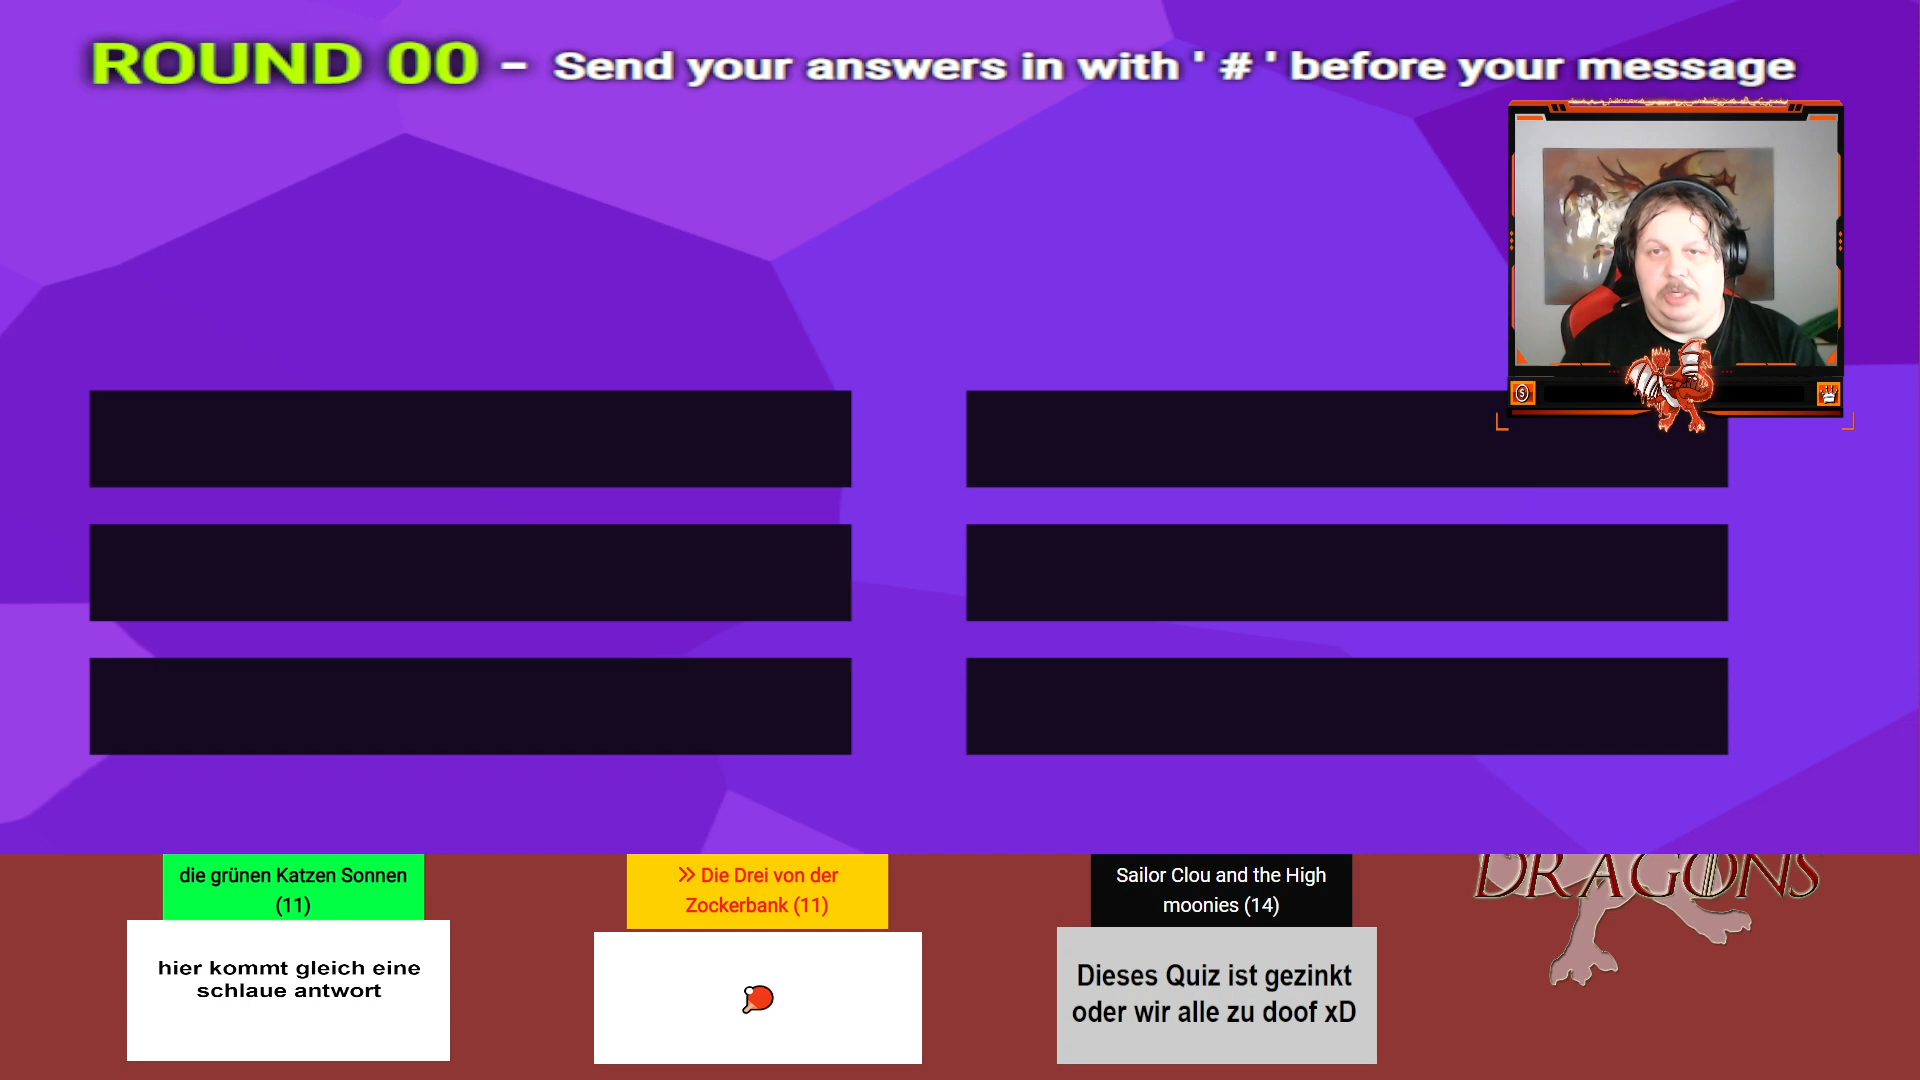 ROUND 00 - Send your answers in with ' # ' before your message
S
die grünen Katzen Sonnen
(11)
hier kommt gleich eine
schlaue antwort
» Die Drei von der
Zockerbank (11)
Sailor Clou and the High
moonies (14)
Dieses Quiz ist gezinkt
oder wir alle zu doof xD
DRAGONS